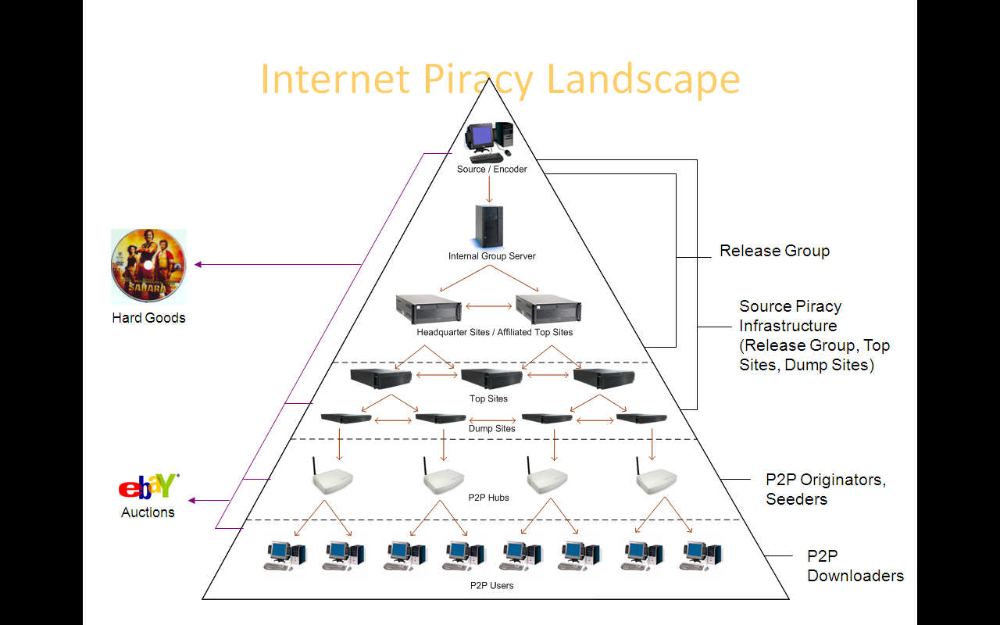 Internet Piracy Landscape
Source / Encoder
Internal Group Server
Release Group
SAHARA
Hard Goods
Headquarter Sites / Affiliated Top Sites
Source Piracy
Infrastructure
(Release Group, Top
Sites, Dump Sites)
Top Sites
Dump Sites
ebaY®
Auctions
P2P Hubs
P2P Originators,
Seeders
P2P
Downloaders
P2P Users